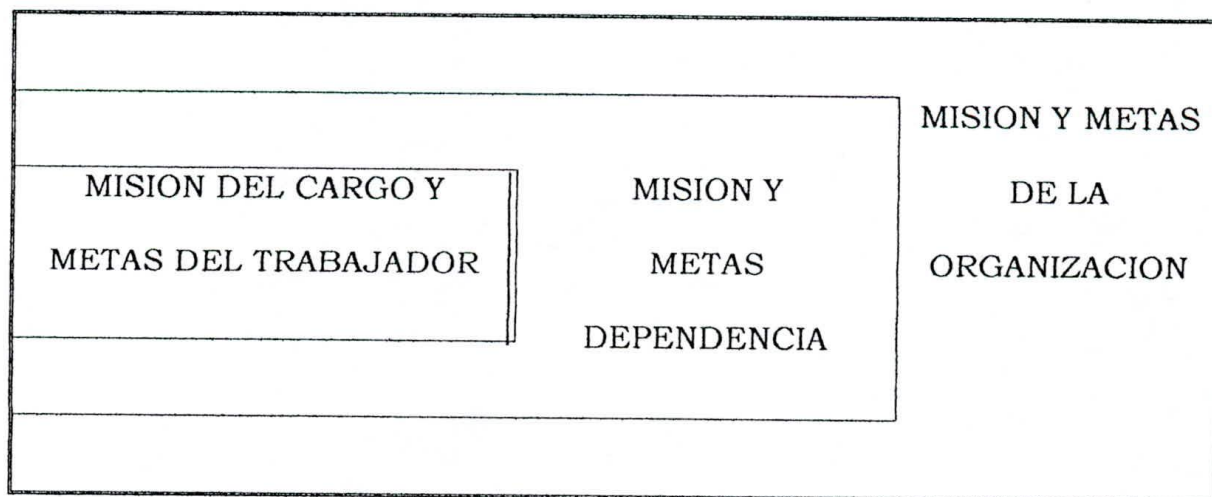 MISION DEL CARGO Y
METAS DEL TRABAJADOR
MISION Y
METAS
DEPENDENCIA
MISION Y METAS
DE LA
ORGANIZACION